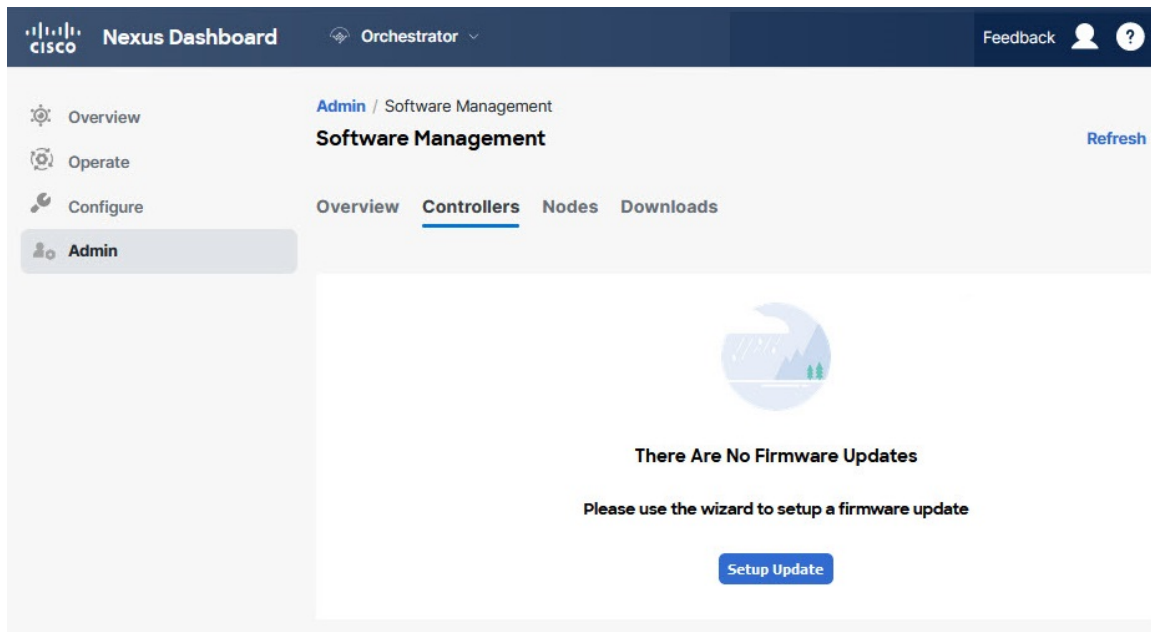 CISCO Nexus Dashboard Orchestrator Feedback ?
Overview
Operate
Configure
Admin
Admin / Software Management
Software Management
Refresh
Overview Controllers Nodes Downloads
There Are No Firmware Updates
Please use the wizard to setup a firmware update
Setup Update